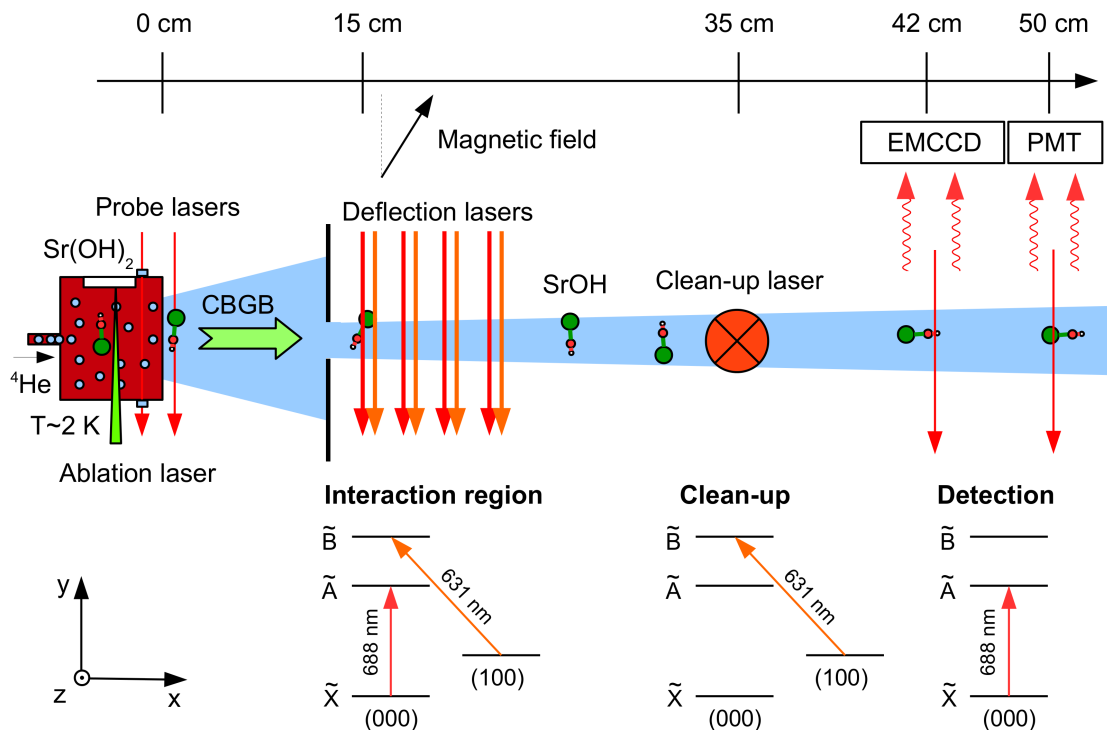 0 cm
15 cm
35 cm
42 cm
50 cm
Magnetic field
EMCCD
PMT
Probe lasers
Deflection lasers
Sr(OH)₂
SrOH
Clean-up laser
CBGB
⁴He
T~2 K
Ablation laser
Interaction region
Clean-up
Detection
B̃
Ã
631 nm
688 nm
(100)
X̃
(000)
B̃
Ã
631 nm
(100)
X̃
(000)
B̃
Ã
688 nm
X̃
(000)
y
z
x